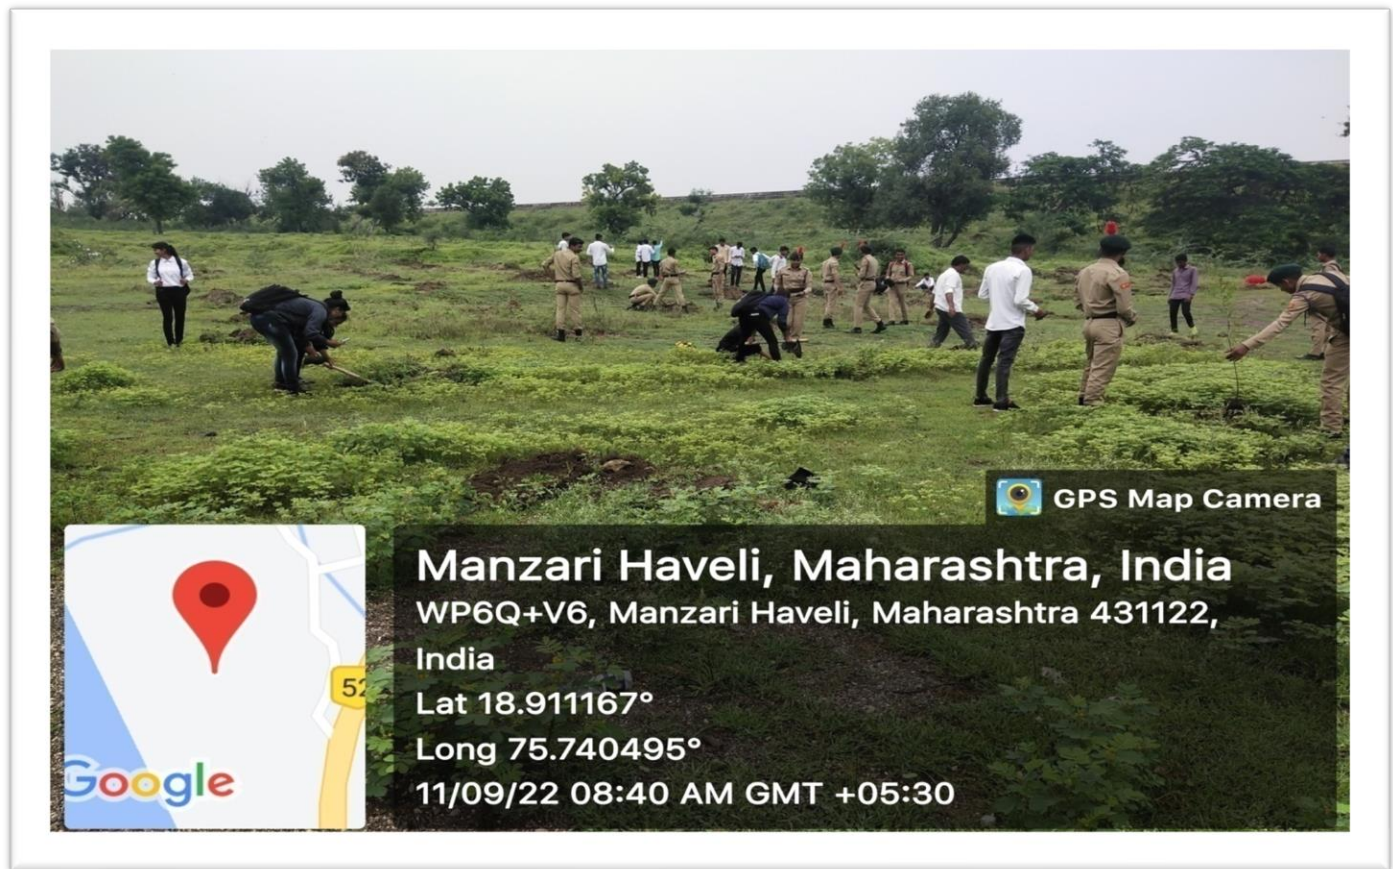 GPS Map Camera
Manzari Haveli, Maharashtra, India
WP6Q+V6, Manzari Haveli, Maharashtra 431122,
India
Lat 18.911167°
Long 75.740495°
11/09/22 08:40 AM GMT +05:30
52
Google